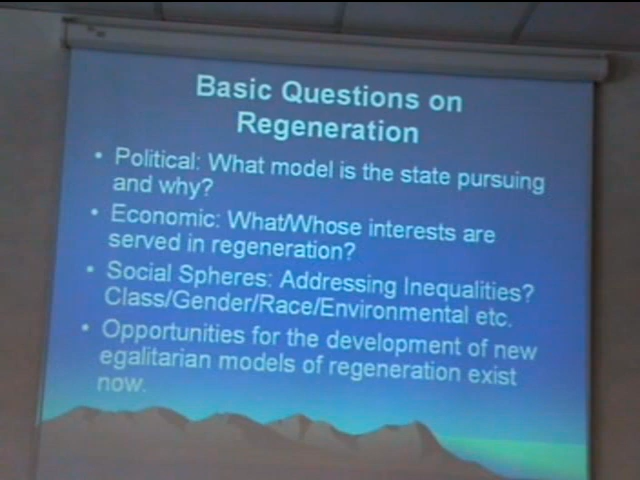 Basic Questions on
Regeneration
• Political: What model is the state pursuing
and why?
• Economic: What/Whose interests are
served in regeneration?
• Social Spheres: Addressing Inequalities?
Class/Gender/Race/Environmental etc.
• Opportunities for the development of new
egalitarian models of regeneration exist
now.